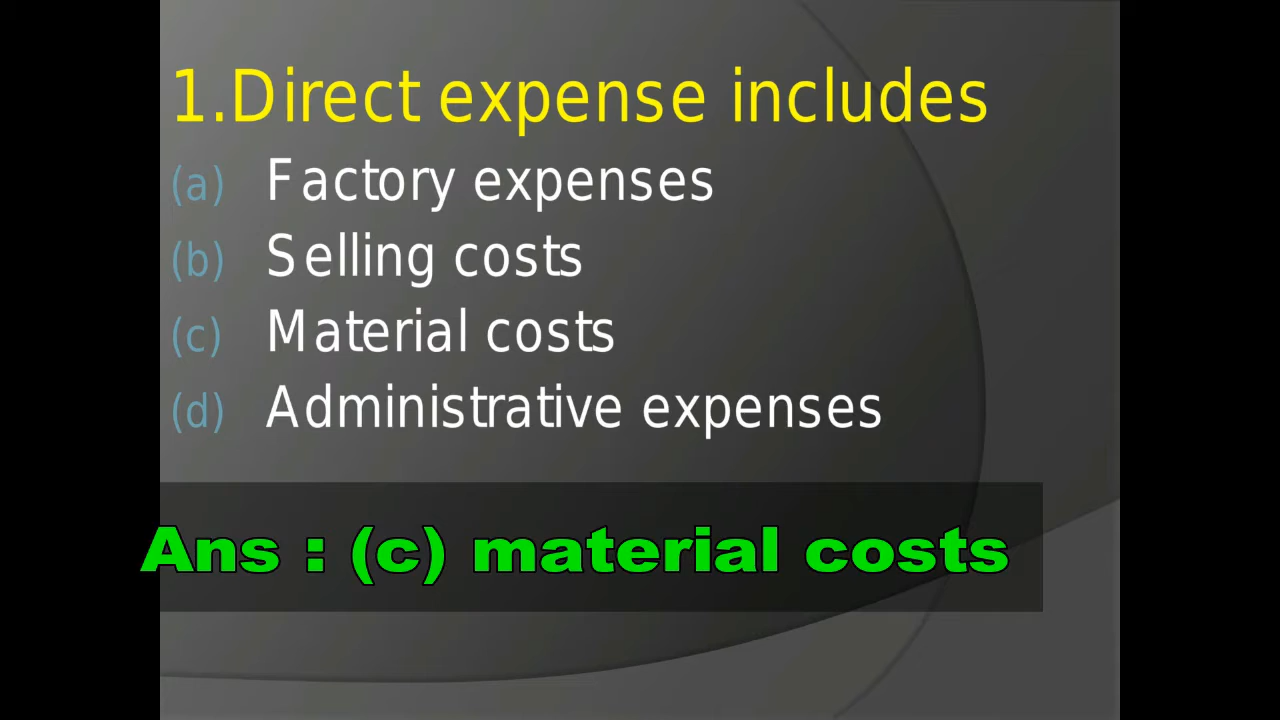 1.Direct expense includes
(a) Factory expenses
(b) Selling costs
(c) Material costs
(d) Administrative expenses
Ans : (c) material costs